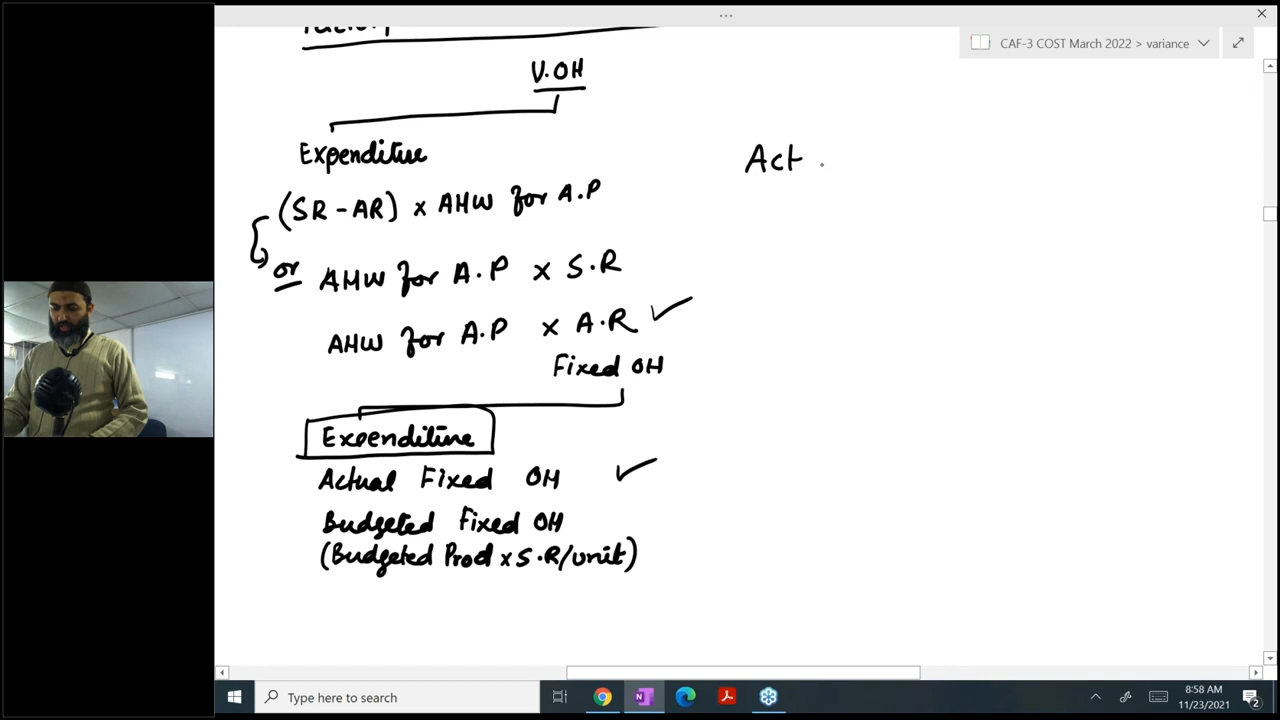 CAF-3 COST March 2022 > variance
V.OH
Expenditure
(SR - AR) x AHW for A.P
or AHW for A.P x S.R
AHW for A.P x A.R
Fixed OH
Expenditure
Actual Fixed OH
Budgeted Fixed OH
(Budgeted Prod x S.R/unit)
Act
Type here to search
8:58 AM
11/23/2021
2